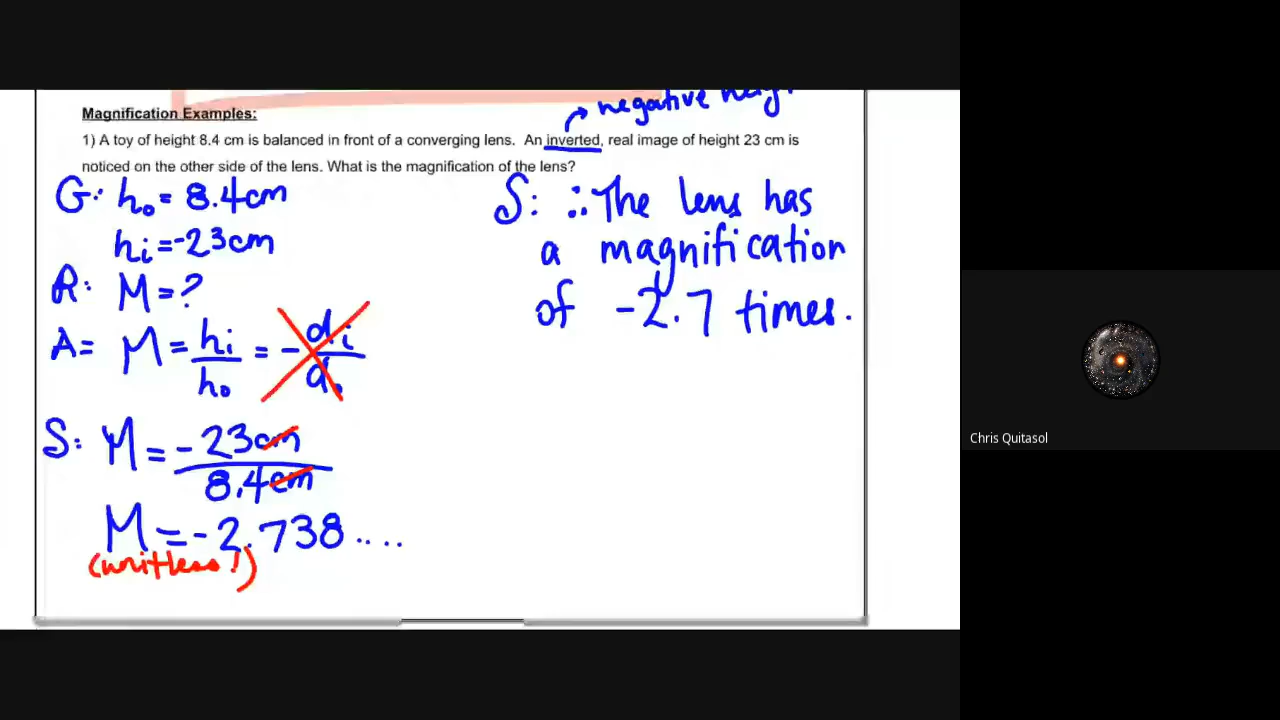 negative heigh
Magnification Examples:
1) A toy of height 8.4 cm is balanced in front of a converging lens. An inverted, real image of height 23 cm is
noticed on the other side of the lens. What is the magnification of the lens?
G: h₀ = 8.4cm
hᵢ = -23cm
R: M = ?
A= M = hᵢ/h₀ = - dᵢ/d₀
S: M = -23cm/8.4cm
M = -2.738....
(unitless!)
S: ∴ The lens has
a magnification
of -2.7 times.
Chris Quitasol